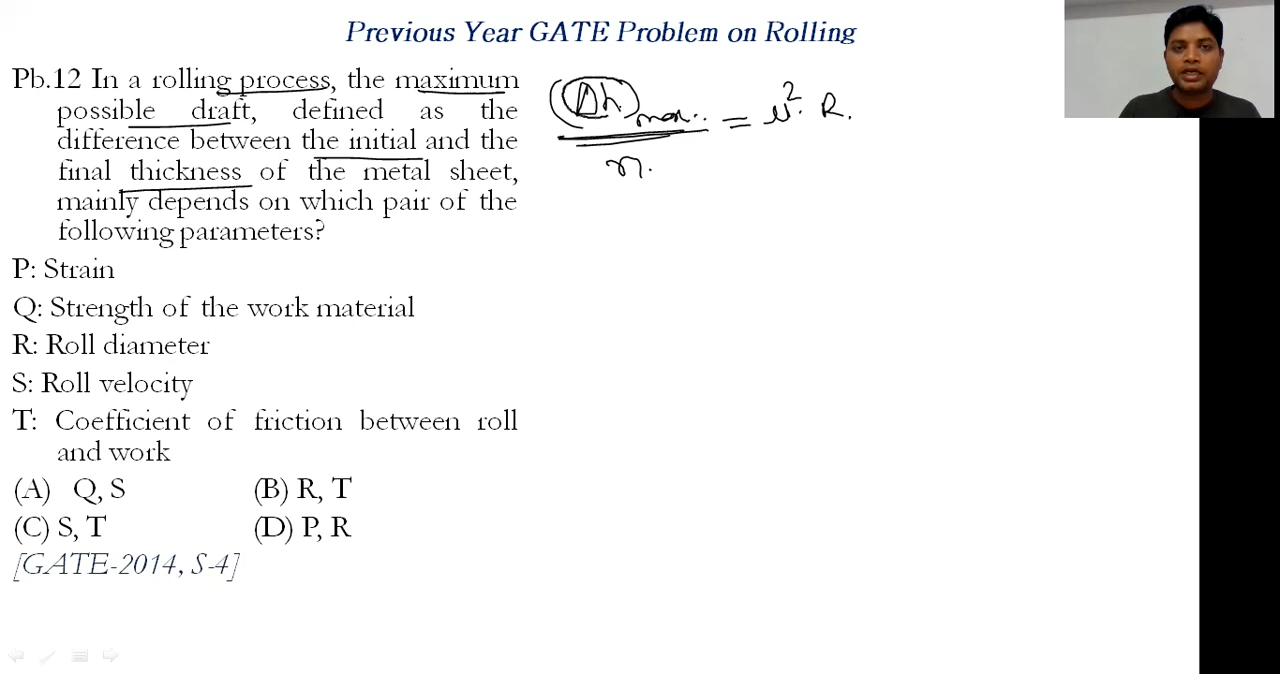 Previous Year GATE Problem on Rolling
Pb.12 In a rolling process, the maximum
possible draft, defined as the
difference between the initial and the
final thickness of the metal sheet,
mainly depends on which pair of the
following parameters?
P: Strain
Q: Strength of the work material
R: Roll diameter
S: Roll velocity
T: Coefficient of friction between roll
and work
(A) Q, S (B) R, T
(C) S, T (D) P, R
[GATE-2014, S-4]
(Δh)max. = μ². R.